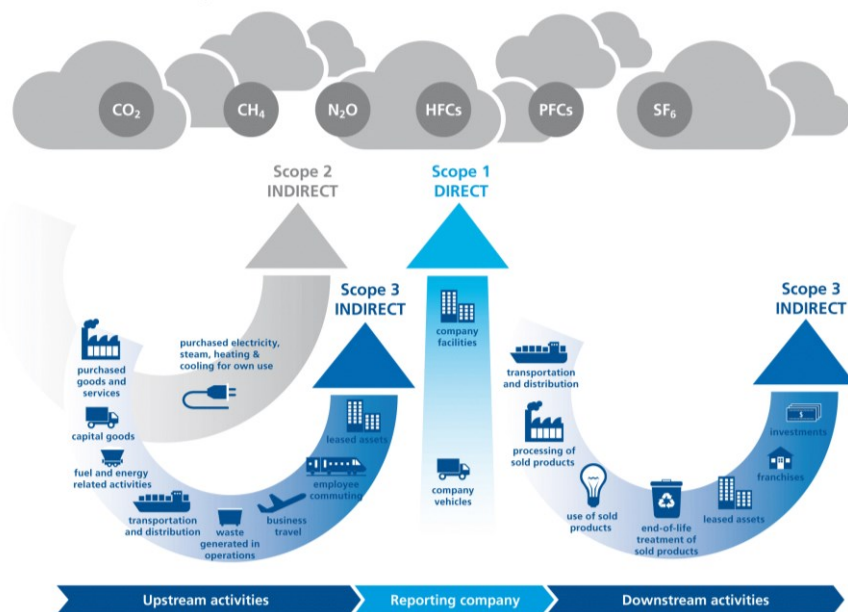 CO₂
CH₄
N₂O
HFCs
PFCs
SF₆
Scope 2
INDIRECT
Scope 1
DIRECT
Scope 3
INDIRECT
Scope 3
INDIRECT
purchased
goods and
services
capital goods
fuel and energy
related activities
transportation
and distribution
waste
generated in
operations
business
travel
employee
commuting
leased assets
purchased electricity,
steam, heating &
cooling for own use
company
facilities
company
vehicles
transportation
and distribution
processing of
sold products
use of sold
products
end-of-life
treatment of
sold products
leased assets
franchises
investments
Upstream activities
Reporting company
Downstream activities